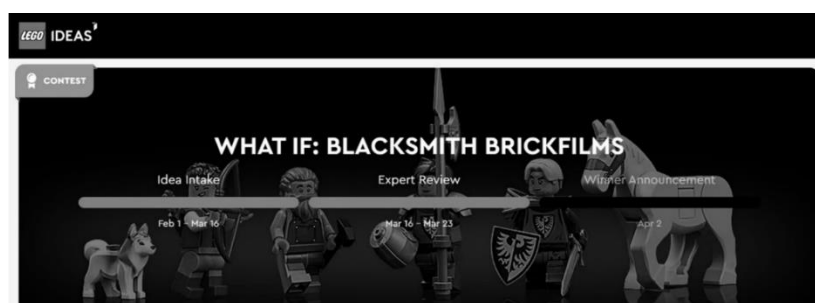 LEGO IDEAS
CONTEST
WHAT IF: BLACKSMITH BRICKFILMS
Idea Intake Expert Review Winner Announcement
Feb 1 - Mar 16 Mar 16 - Mar 23 Apr 2